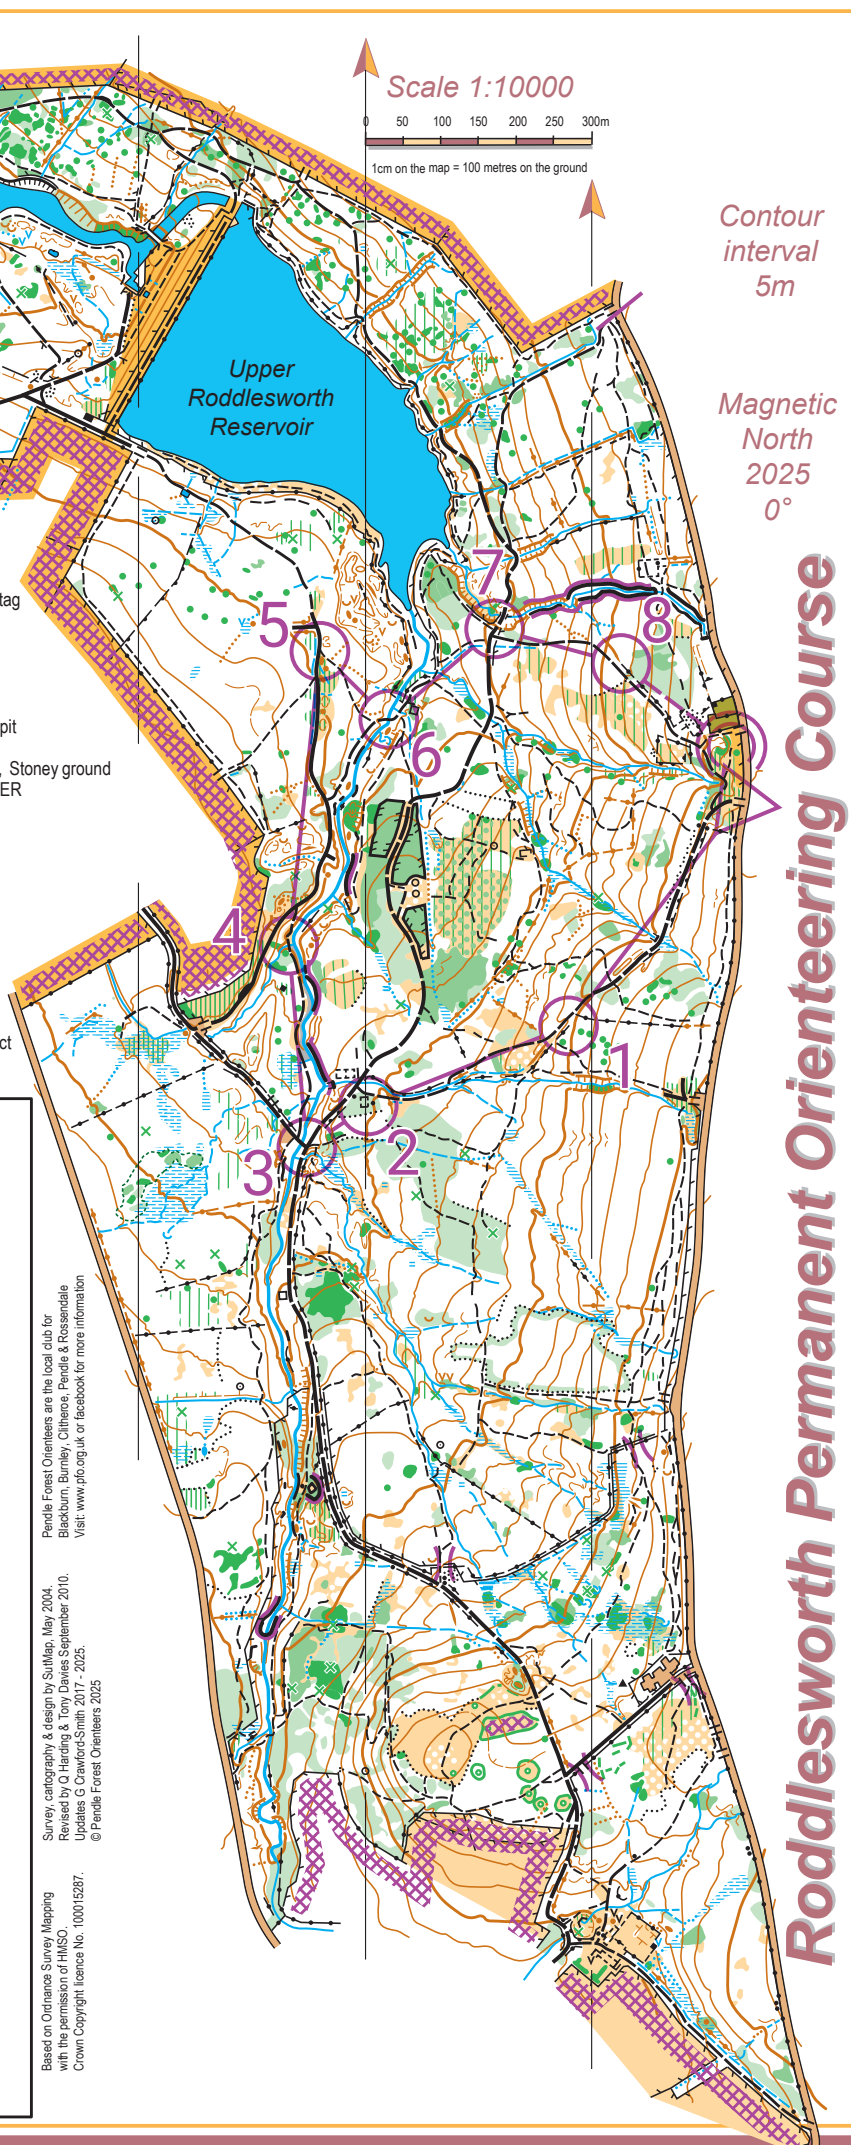 Scale 1:10000
0 50 100 150 200 250 300m
1cm on the map = 100 metres on the ground
Contour
interval
5m
Magnetic
North
2025
0°
Upper
Roddlesworth
Reservoir
tag
pit
, Stoney ground
ER
ct
5
7
8
6
4
1
2
3
Roddlesworth Permanent Orienteering Course
Pendle Forest Orienteers are the local club for
Blackburn, Burnley, Clitheroe, Pendle & Rossendale
Visit: www.pfo.org.uk or facebook for more information
Survey, cartography & design by SutMap, May 2004.
Revised by Q Harding & Tony Davies September 2010.
Updates G Crawford-Smith 2017 - 2025.
© Pendle Forest Orienteers 2025
Based on Ordnance Survey Mapping
with the permission of HMSO.
Crown Copyright licence No. 100015287.